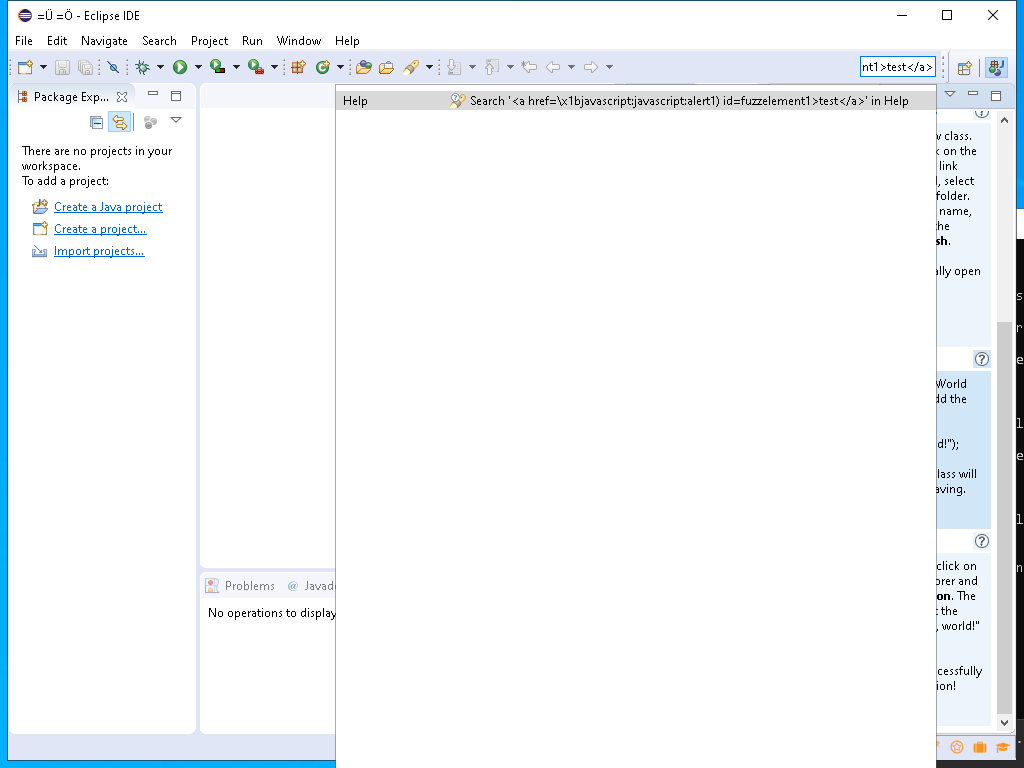 =Ü =Ö - Eclipse IDE
File Edit Navigate Search Project Run Window Help
nt1>test</a>
Package Exp...
Help Search '<a href=\x1bjavascript:javascript:alert1) id=fuzzelement1>test</a>' in Help
There are no projects in your
workspace.
To add a project:
Create a Java project
Create a project...
Import projects...
Problems @ Javad
No operations to display
w class.
on the
link
, select
folder.
name,
he
sh.
ally open
World
dd the
d!");
lass will
aving.
click on
orer and
on. The
t the
, world!"
ccessfully
ion!
s
r
e
l
e
l
n